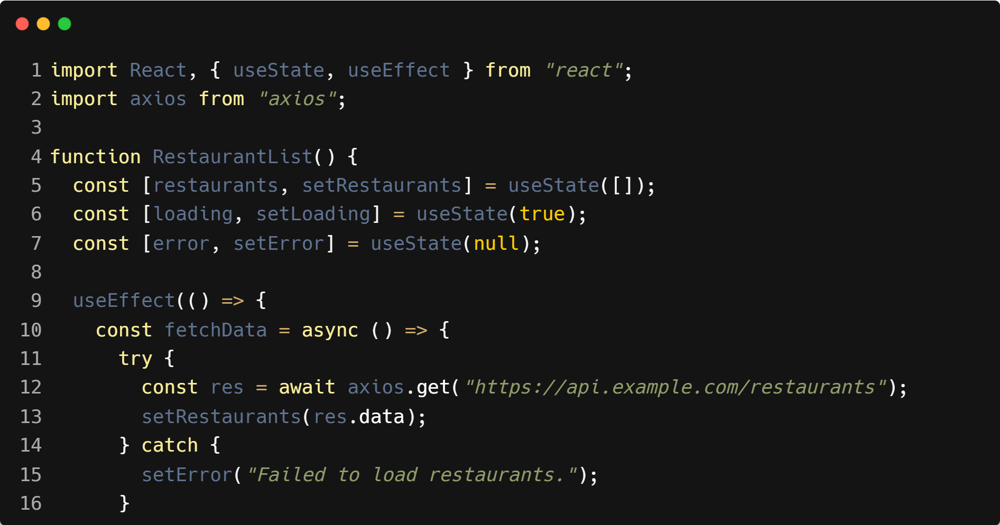 1 import React, { useState, useEffect } from "react";
2 import axios from "axios";
3
4 function RestaurantList() {
5   const [restaurants, setRestaurants] = useState([]);
6   const [loading, setLoading] = useState(true);
7   const [error, setError] = useState(null);
8
9   useEffect(() => {
10     const fetchData = async () => {
11       try {
12         const res = await axios.get("https://api.example.com/restaurants");
13         setRestaurants(res.data);
14       } catch {
15         setError("Failed to load restaurants.");
16       }